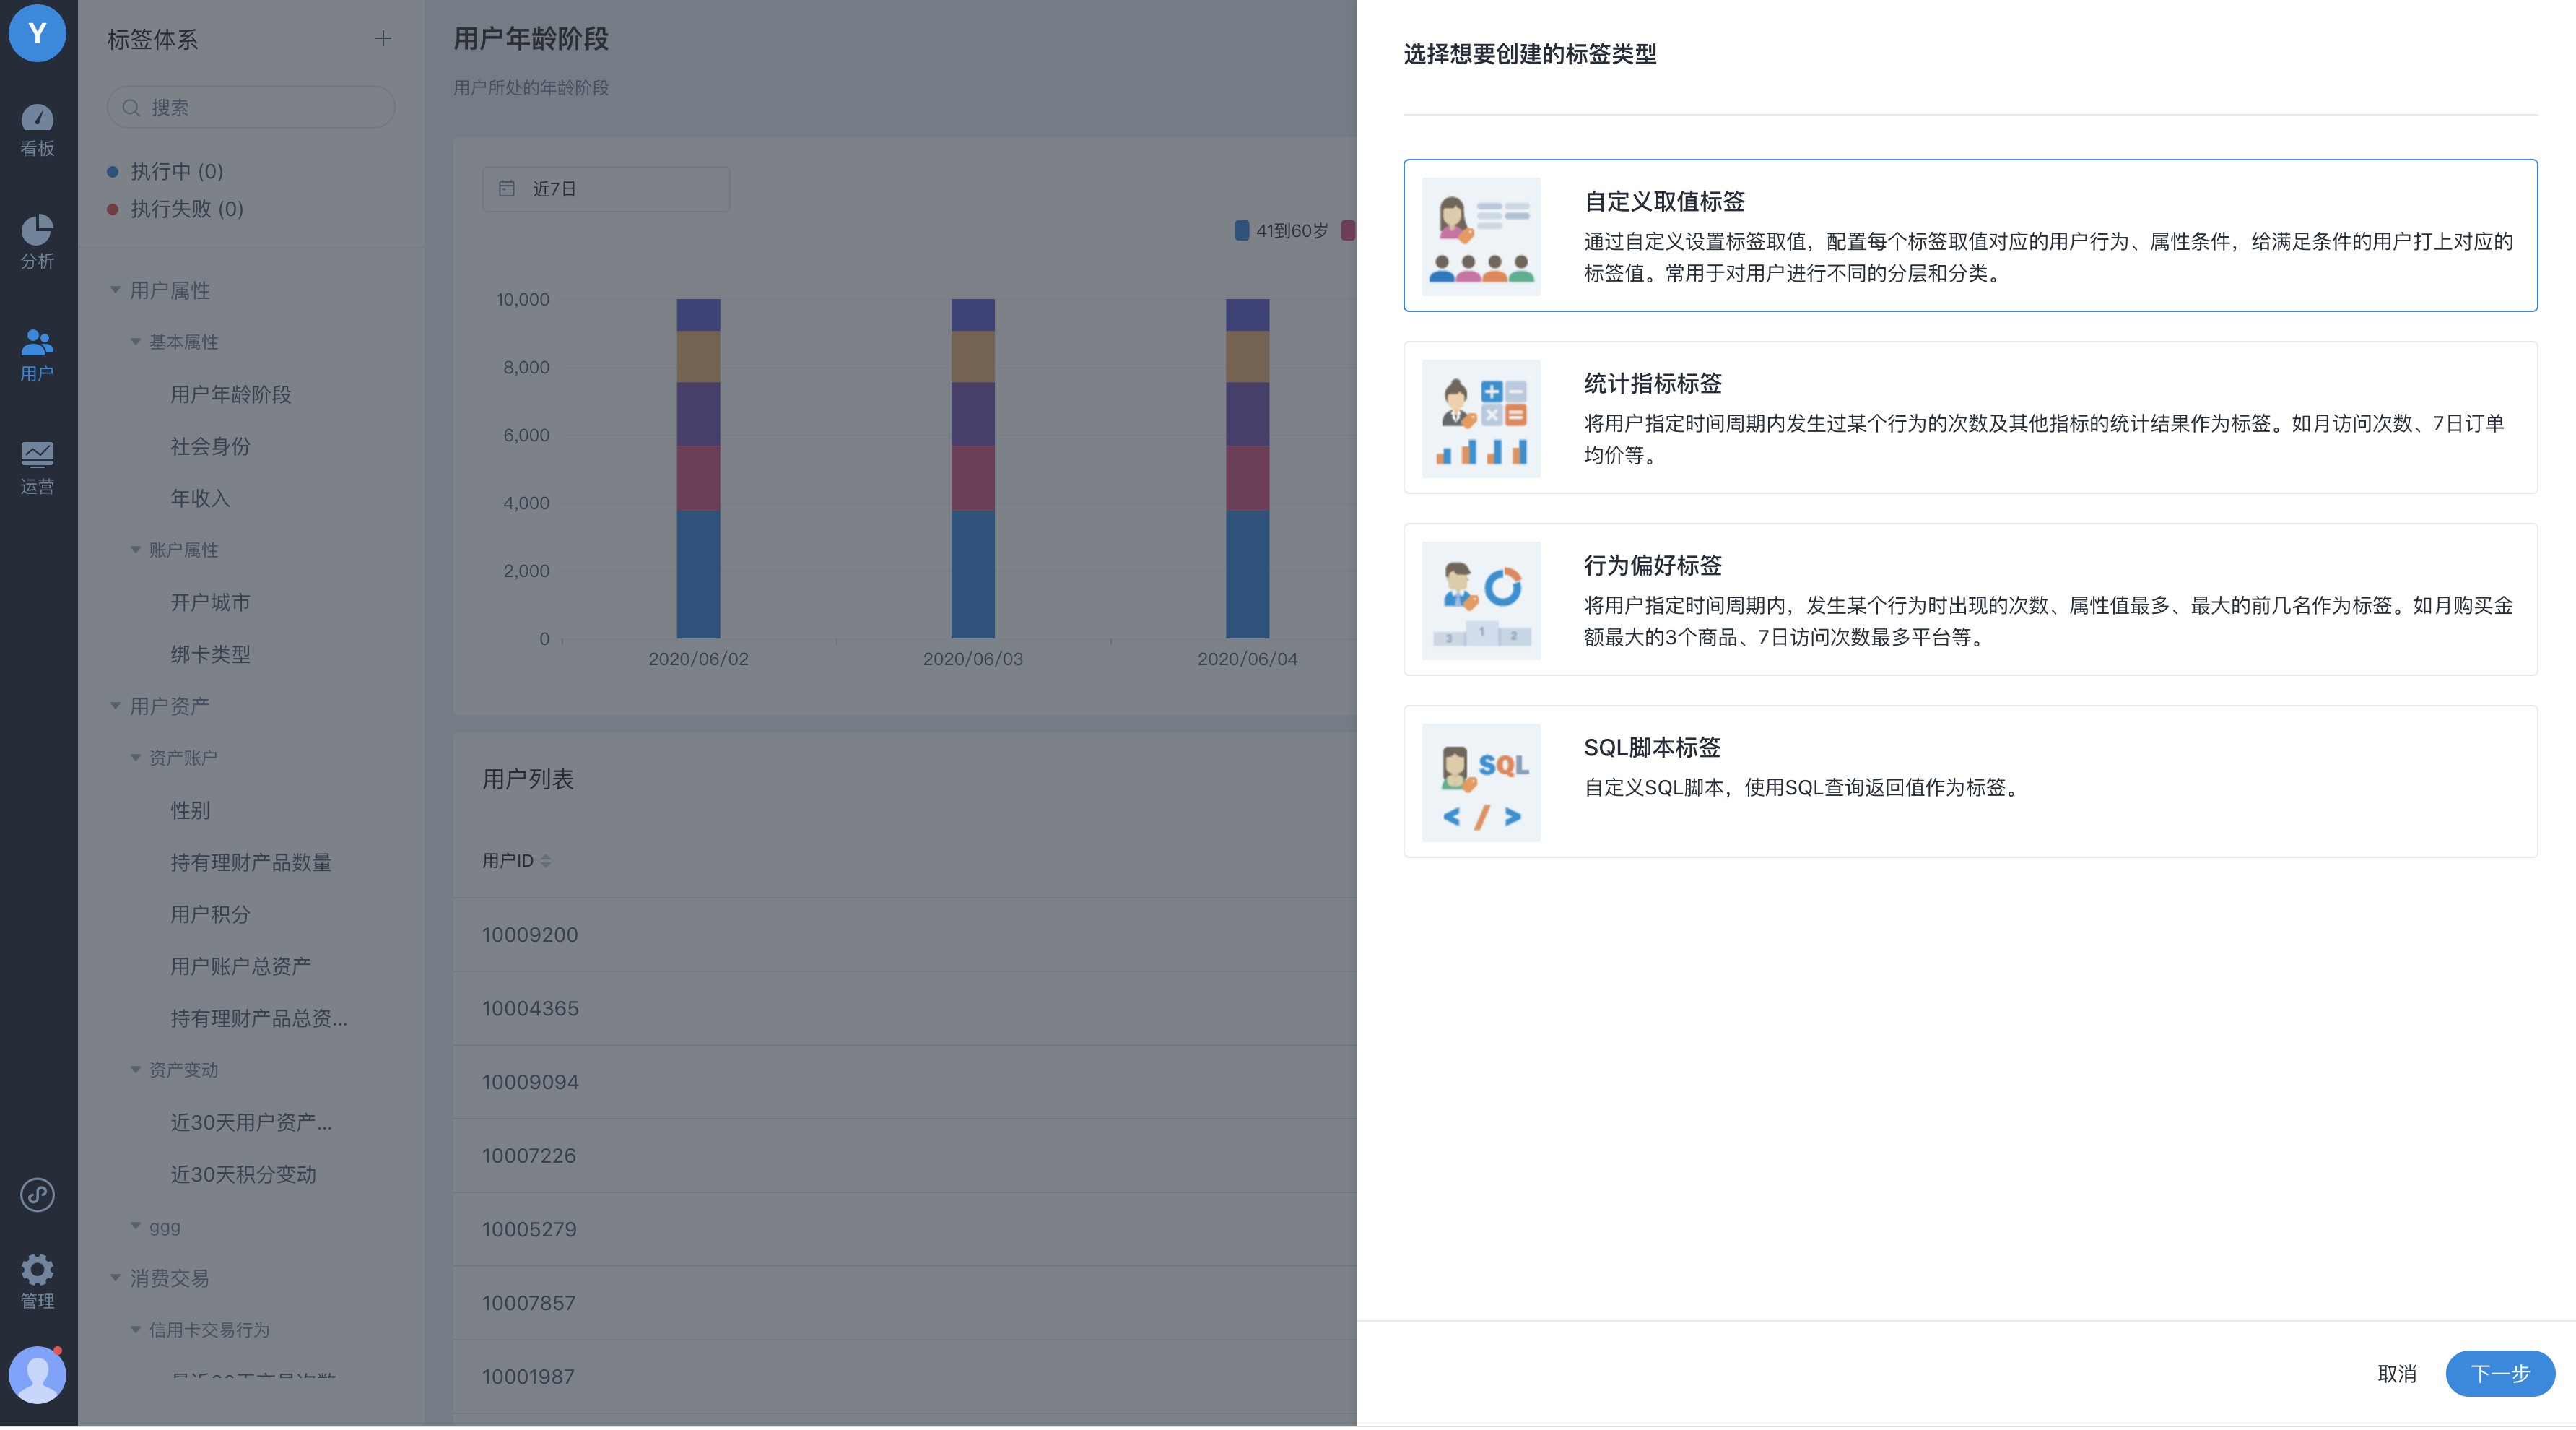 Y
看板
分析
用户
运营
管理
标签体系
搜索
执行中 (0)
执行失败 (0)
用户属性
基本属性
用户年龄阶段
社会身份
年收入
账户属性
开户城市
绑卡类型
用户资产
资产账户
性别
持有理财产品数量
用户积分
用户账户总资产
持有理财产品总资...
资产变动
近30天用户资产...
近30天积分变动
ggg
消费交易
信用卡交易行为
用户年龄阶段
用户所处的年龄阶段
近7日
41到60岁
10,000
8,000
6,000
4,000
2,000
0
2020/06/02
2020/06/03
2020/06/04
用户列表
用户ID
10009200
10004365
10009094
10007226
10005279
10007857
10001987
选择想要创建的标签类型
自定义取值标签
通过自定义设置标签取值，配置每个标签取值对应的用户行为、属性条件，给满足条件的用户打上对应的
标签值。常用于对用户进行不同的分层和分类。
统计指标标签
将用户指定时间周期内发生过某个行为的次数及其他指标的统计结果作为标签。如月访问次数、7日订单
均价等。
3 1 2
行为偏好标签
将用户指定时间周期内，发生某个行为时出现的次数、属性值最多、最大的前几名作为标签。如月购买金
额最大的3个商品、7日访问次数最多平台等。
SQL
</>
SQL脚本标签
自定义SQL脚本，使用SQL查询返回值作为标签。
取消
下一步